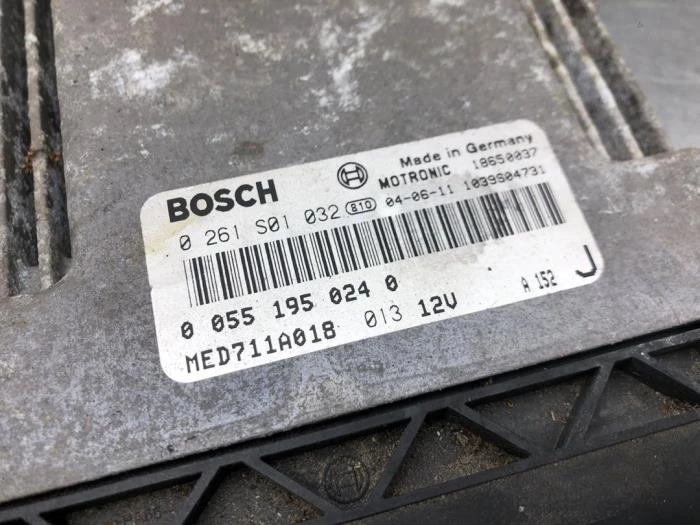 Made in Germany
BOSCH MOTRONIC 18650037
0 261 S01 032 810 04-06-11 1039S04731
0 055 195 024 0
MED711A018 013 12V A 152 J